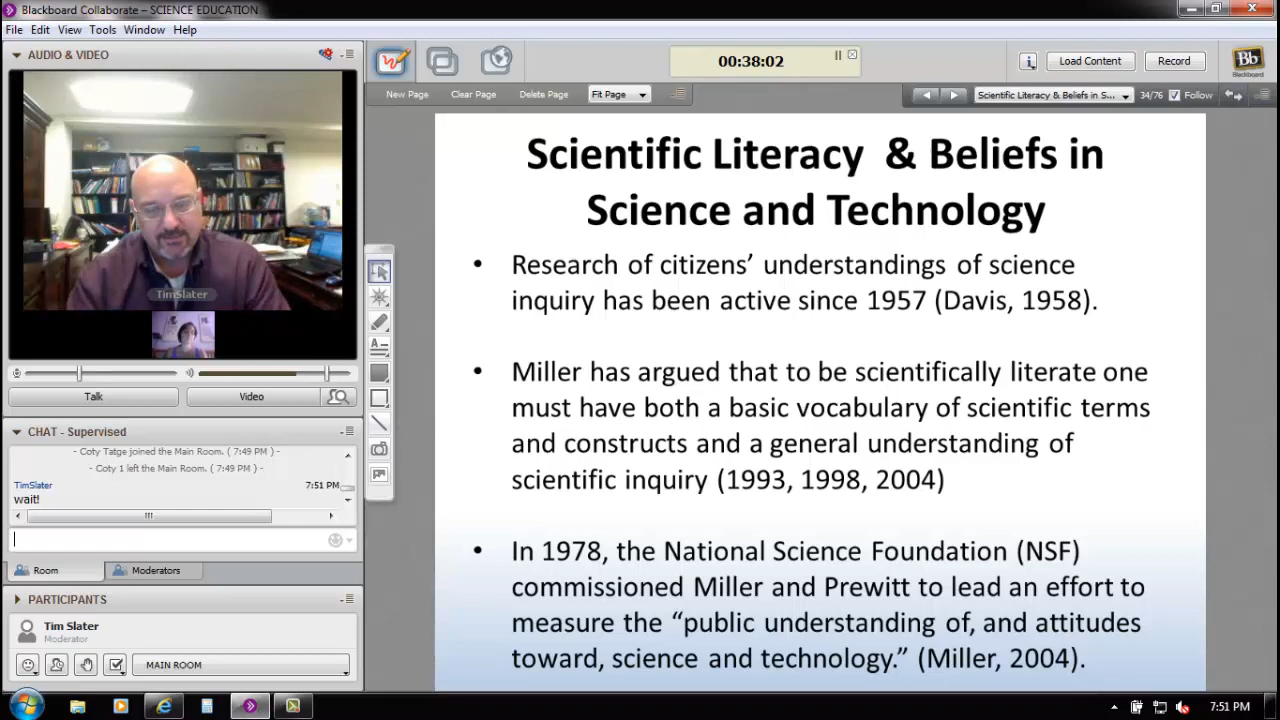 Blackboard Collaborate – SCIENCE EDUCATION
File Edit View Tools Window Help
AUDIO & VIDEO
00:38:02
Load Content
Record
Bb
Blackboard
New Page Clear Page Delete Page Fit Page
Scientific Literacy & Beliefs in S... 34/76 Follow
Scientific Literacy & Beliefs in
Science and Technology
• Research of citizens’ understandings of science
inquiry has been active since 1957 (Davis, 1958).
• Miller has argued that to be scientifically literate one
must have both a basic vocabulary of scientific terms
and constructs and a general understanding of
scientific inquiry (1993, 1998, 2004)
• In 1978, the National Science Foundation (NSF)
commissioned Miller and Prewitt to lead an effort to
measure the “public understanding of, and attitudes
toward, science and technology.” (Miller, 2004).
TimSlater
Talk Video
CHAT - Supervised
- Coty Tatge joined the Main Room. ( 7:49 PM ) -
- Coty 1 left the Main Room. ( 7:49 PM ) -
TimSlater 7:51 PM
wait!
Room Moderators
PARTICIPANTS
Tim Slater
Moderator
MAIN ROOM
7:51 PM